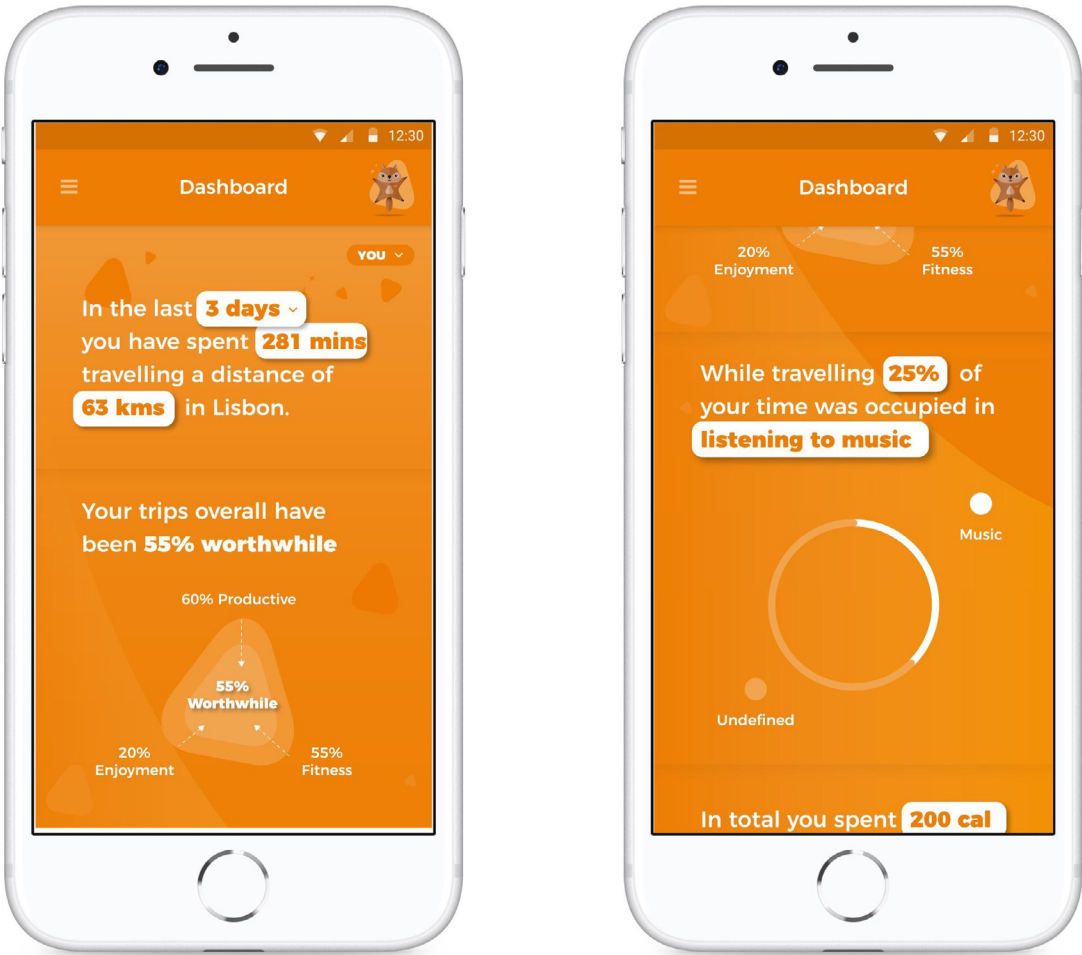 12:30
Dashboard
YOU
In the last 3 days
you have spent 281 mins
travelling a distance of
63 kms in Lisbon.
Your trips overall have
been 55% worthwhile
60% Productive
55%
Worthwhile
20%
Enjoyment
55%
Fitness
12:30
Dashboard
20%
Enjoyment
55%
Fitness
While travelling 25% of
your time was occupied in
listening to music
Music
Undefined
In total you spent 200 cal